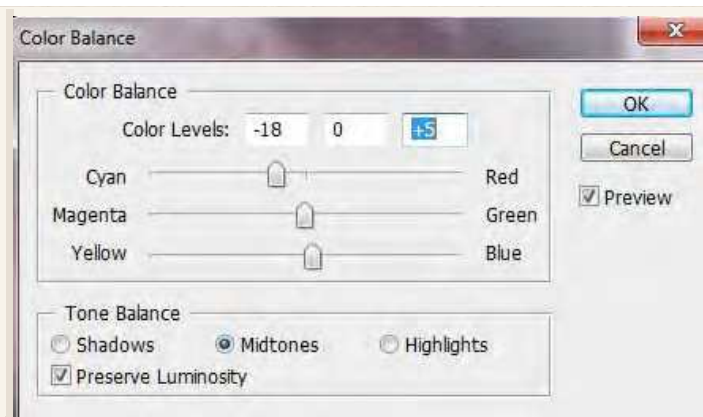 Color Balance
Color Balance
Color Levels: -18 0 +5
Cyan Red
Magenta Green
Yellow Blue
Tone Balance
Shadows Midtones Highlights
Preserve Luminosity
OK
Cancel
Preview